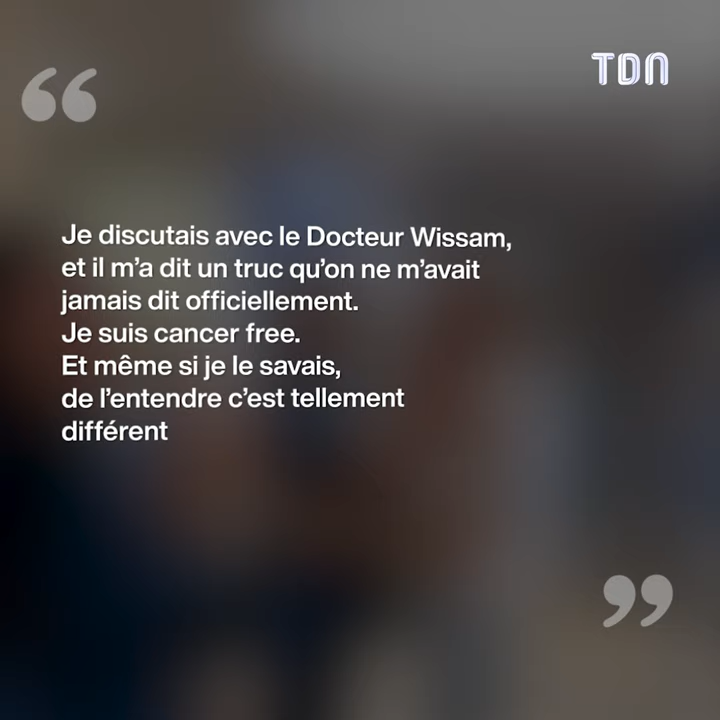 TDN
“
Je discutais avec le Docteur Wissam,
et il m’a dit un truc qu’on ne m’avait
jamais dit officiellement.
Je suis cancer free.
Et même si je le savais,
de l’entendre c’est tellement
différent
”